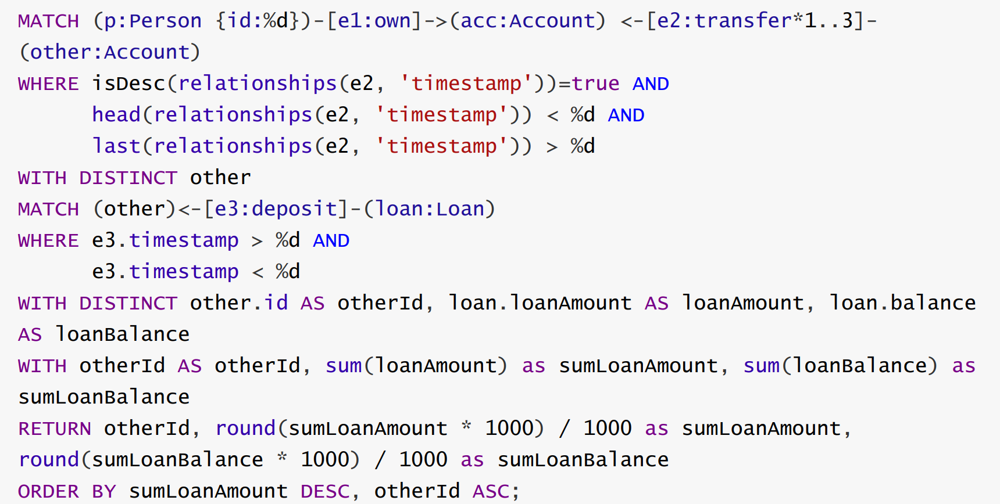 MATCH (p:Person {id:%d})-[e1:own]->(acc:Account) <-[e2:transfer*1..3]-
(other:Account)
WHERE isDesc(relationships(e2, 'timestamp'))=true AND
      head(relationships(e2, 'timestamp')) < %d AND
      last(relationships(e2, 'timestamp')) > %d
WITH DISTINCT other
MATCH (other)<-[e3:deposit]-(loan:Loan)
WHERE e3.timestamp > %d AND
      e3.timestamp < %d
WITH DISTINCT other.id AS otherId, loan.loanAmount AS loanAmount, loan.balance
AS loanBalance
WITH otherId AS otherId, sum(loanAmount) as sumLoanAmount, sum(loanBalance) as
sumLoanBalance
RETURN otherId, round(sumLoanAmount * 1000) / 1000 as sumLoanAmount,
round(sumLoanBalance * 1000) / 1000 as sumLoanBalance
ORDER BY sumLoanAmount DESC, otherId ASC;